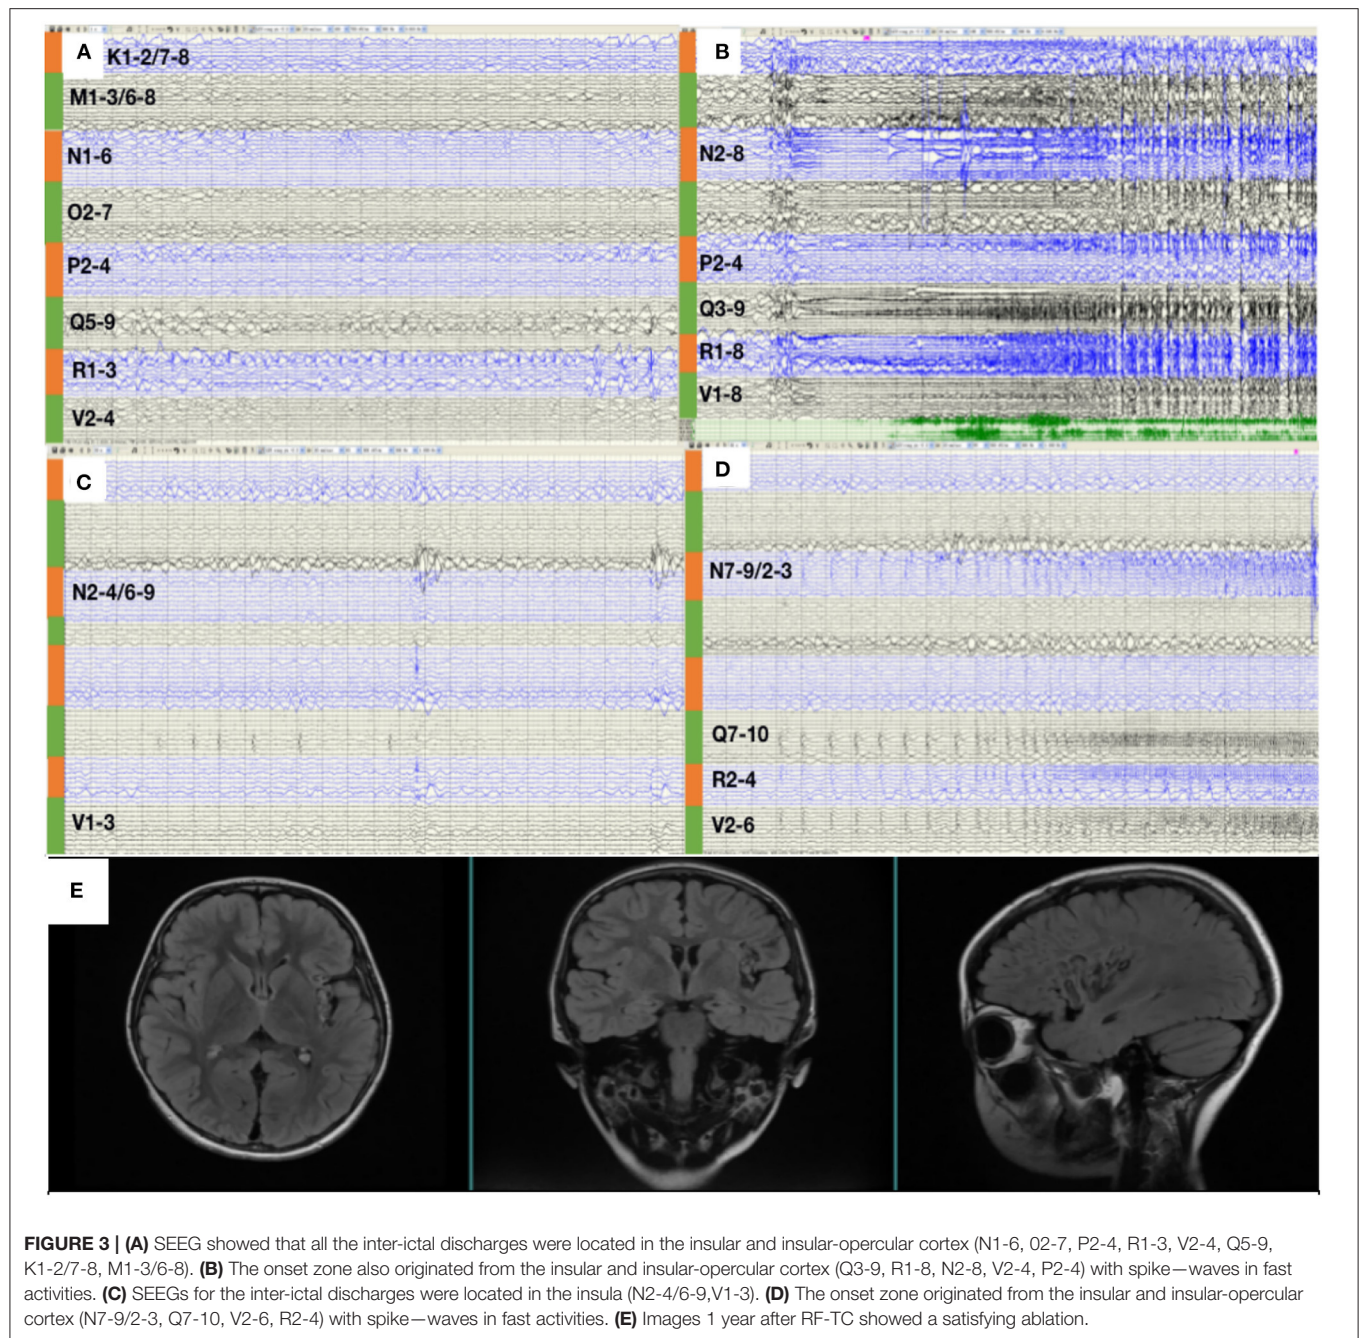 A
K1-2/7-8
M1-3/6-8
N1-6
O2-7
P2-4
Q5-9
R1-3
V2-4
B
N2-8
P2-4
Q3-9
R1-8
V1-8
C
N2-4/6-9
V1-3
D
N7-9/2-3
Q7-10
R2-4
V2-6
E
FIGURE 3 | (A) SEEG showed that all the inter-ictal discharges were located in the insular and insular-opercular cortex (N1-6, 02-7, P2-4, R1-3, V2-4, Q5-9,
K1-2/7-8, M1-3/6-8). (B) The onset zone also originated from the insular and insular-opercular cortex (Q3-9, R1-8, N2-8, V2-4, P2-4) with spike—waves in fast
activities. (C) SEEGs for the inter-ictal discharges were located in the insula (N2-4/6-9,V1-3). (D) The onset zone originated from the insular and insular-opercular
cortex (N7-9/2-3, Q7-10, V2-6, R2-4) with spike—waves in fast activities. (E) Images 1 year after RF-TC showed a satisfying ablation.